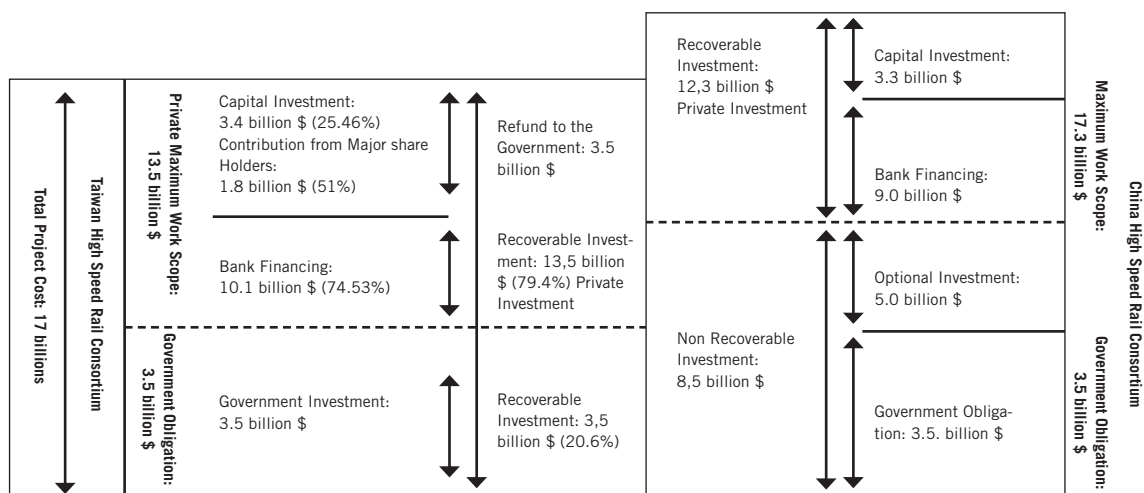 Total Project Cost: 17 billions
Taiwan High Speed Rail Consortium
Private Maximum Work Scope:
13.5 billion $
Government Obligation:
3.5 billion $
Capital Investment:
3.4 billion $ (25.46%)
Contribution from Major share
Holders:
1.8 billion $ (51%)
Bank Financing:
10.1 billion $ (74.53%)
Government Investment:
3.5 billion $
Refund to the
Government: 3.5
billion $
Recoverable Invest-
ment: 13,5 billion
$ (79.4%) Private
Investment
Recoverable
Investment: 3,5
billion $ (20.6%)
Recoverable
Investment:
12,3 billion $
Private Investment
Non Recoverable
Investment:
8,5 billion $
Capital Investment:
3.3 billion $
Bank Financing:
9.0 billion $
Optional Investment:
5.0 billion $
Government Obliga-
tion: 3.5. billion $
Maximum Work Scope:
17.3 billion $
Government Obligation:
3.5 billion $
China High Speed Rail Consortium